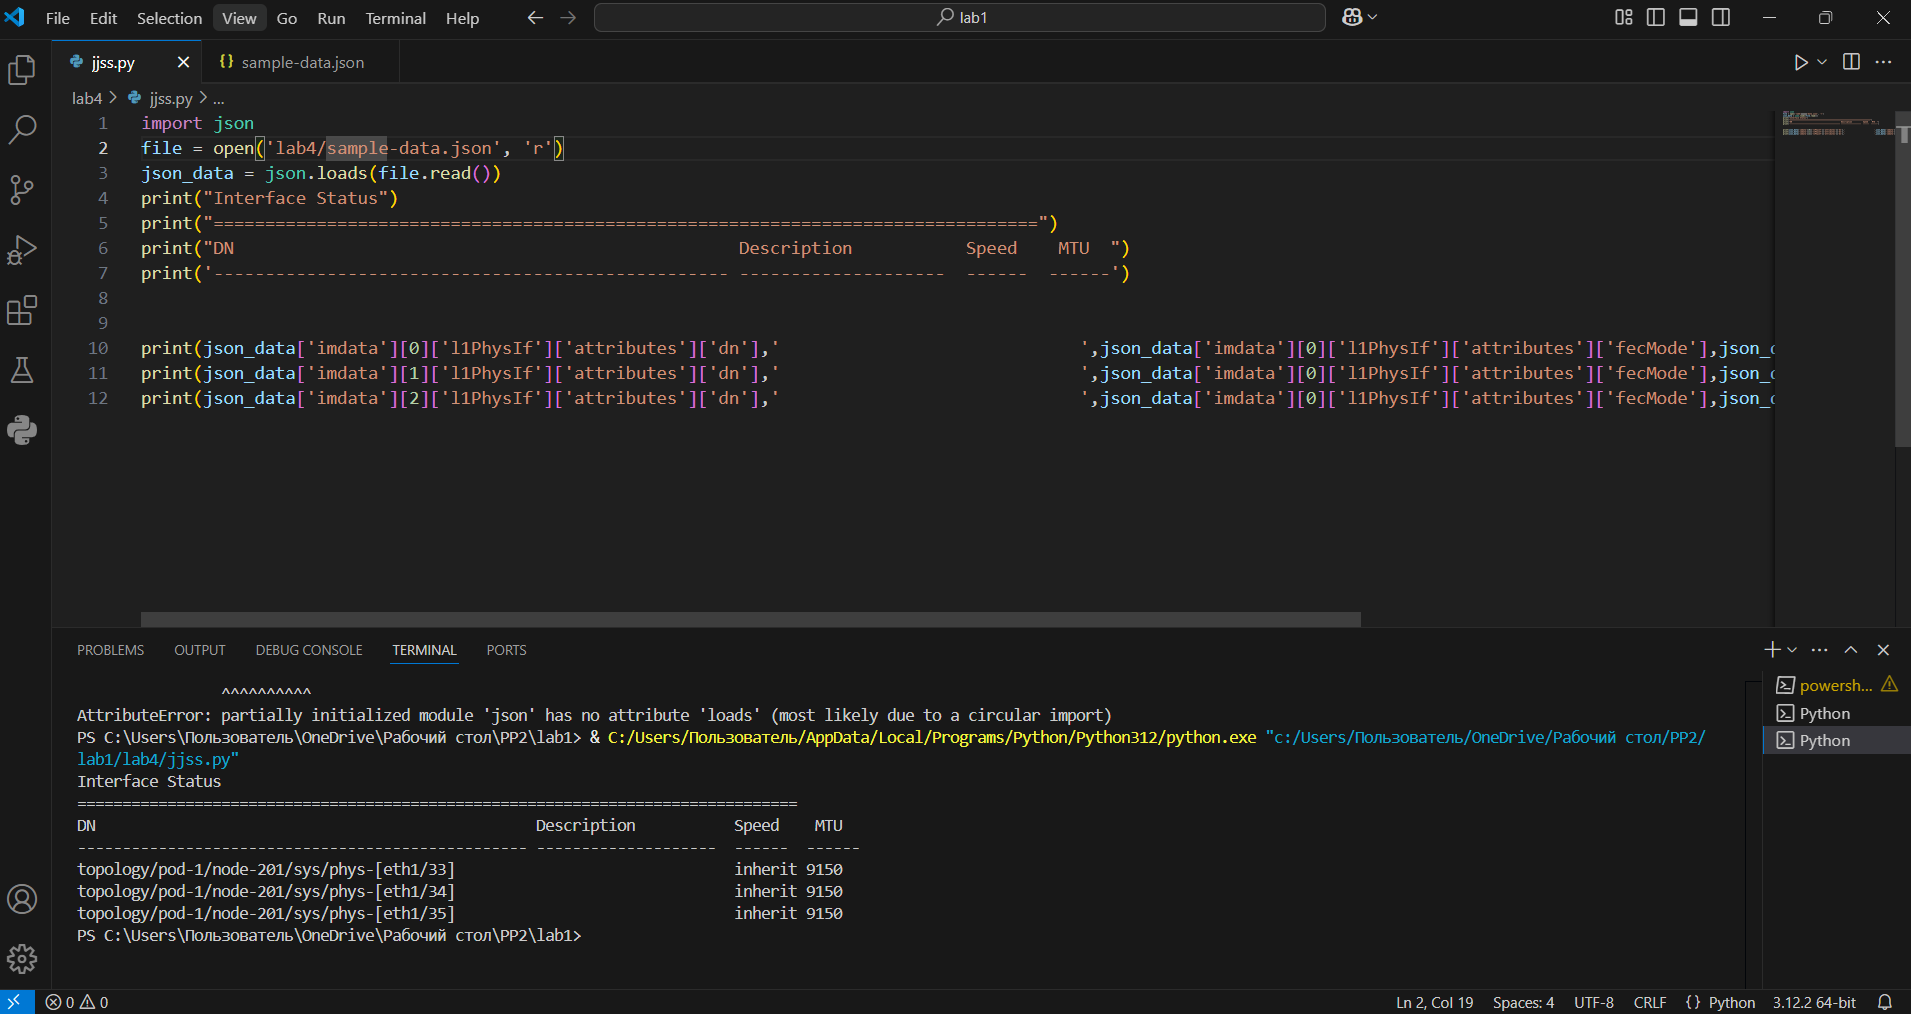 File Edit Selection View Go Run Terminal Help lab1
jjss.py sample-data.json
lab4 > jjss.py > ...
1 import json
2 file = open('lab4/sample-data.json', 'r')
3 json_data = json.loads(file.read())
4 print("Interface Status")
5 print("================================================================================")
6 print("DN                                                 Description           Speed    MTU  ")
7 print('-------------------------------------------------- --------------------  ------  ------')
8
9
10 print(json_data['imdata'][0]['l1PhysIf']['attributes']['dn'],'                             ',json_data['imdata'][0]['l1PhysIf']['attributes']['fecMode'],json_
11 print(json_data['imdata'][1]['l1PhysIf']['attributes']['dn'],'                             ',json_data['imdata'][0]['l1PhysIf']['attributes']['fecMode'],json_
12 print(json_data['imdata'][2]['l1PhysIf']['attributes']['dn'],'                             ',json_data['imdata'][0]['l1PhysIf']['attributes']['fecMode'],json_
PROBLEMS OUTPUT DEBUG CONSOLE TERMINAL PORTS
^^^^^^^^^^
AttributeError: partially initialized module 'json' has no attribute 'loads' (most likely due to a circular import)
PS C:\Users\Пользователь\OneDrive\Рабочий стол\PP2\lab1> & C:/Users/Пользователь/AppData/Local/Programs/Python/Python312/python.exe "c:/Users/Пользователь/OneDrive/Рабочий стол/PP2/
lab1/lab4/jjss.py"
Interface Status
================================================================================
DN                                                 Description           Speed    MTU
-------------------------------------------------- --------------------  ------  ------
topology/pod-1/node-201/sys/phys-[eth1/33]                               inherit 9150
topology/pod-1/node-201/sys/phys-[eth1/34]                               inherit 9150
topology/pod-1/node-201/sys/phys-[eth1/35]                               inherit 9150
PS C:\Users\Пользователь\OneDrive\Рабочий стол\PP2\lab1>
powersh...
Python
Python
0 0 Ln 2, Col 19 Spaces: 4 UTF-8 CRLF {} Python 3.12.2 64-bit